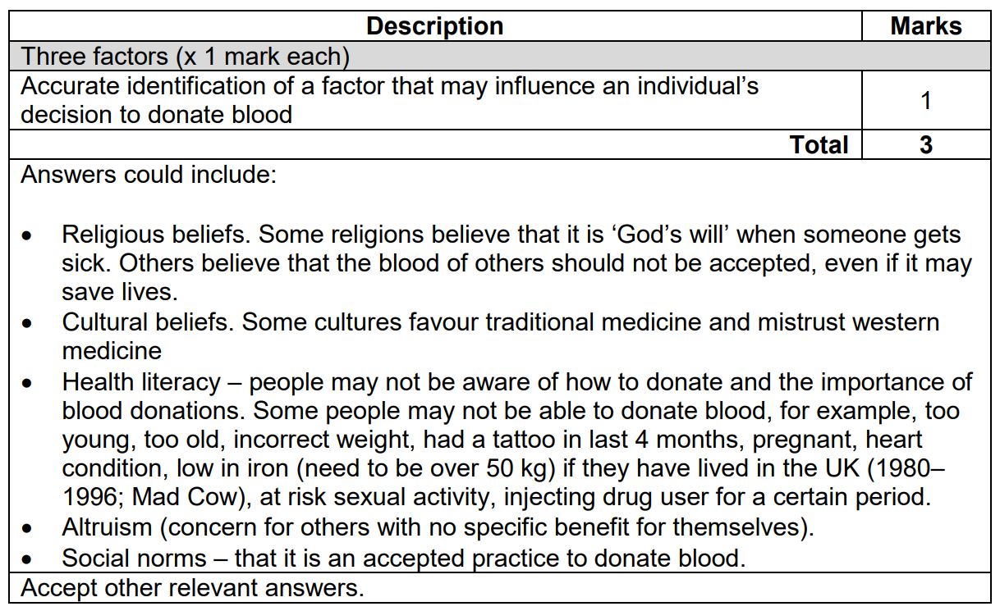 Description Marks
Three factors (x 1 mark each)
Accurate identification of a factor that may influence an individual’s
decision to donate blood
1
Total 3
Answers could include:
• Religious beliefs. Some religions believe that it is ‘God’s will’ when someone gets
sick. Others believe that the blood of others should not be accepted, even if it may
save lives.
• Cultural beliefs. Some cultures favour traditional medicine and mistrust western
medicine
• Health literacy – people may not be aware of how to donate and the importance of
blood donations. Some people may not be able to donate blood, for example, too
young, too old, incorrect weight, had a tattoo in last 4 months, pregnant, heart
condition, low in iron (need to be over 50 kg) if they have lived in the UK (1980–
1996; Mad Cow), at risk sexual activity, injecting drug user for a certain period.
• Altruism (concern for others with no specific benefit for themselves).
• Social norms – that it is an accepted practice to donate blood.
Accept other relevant answers.